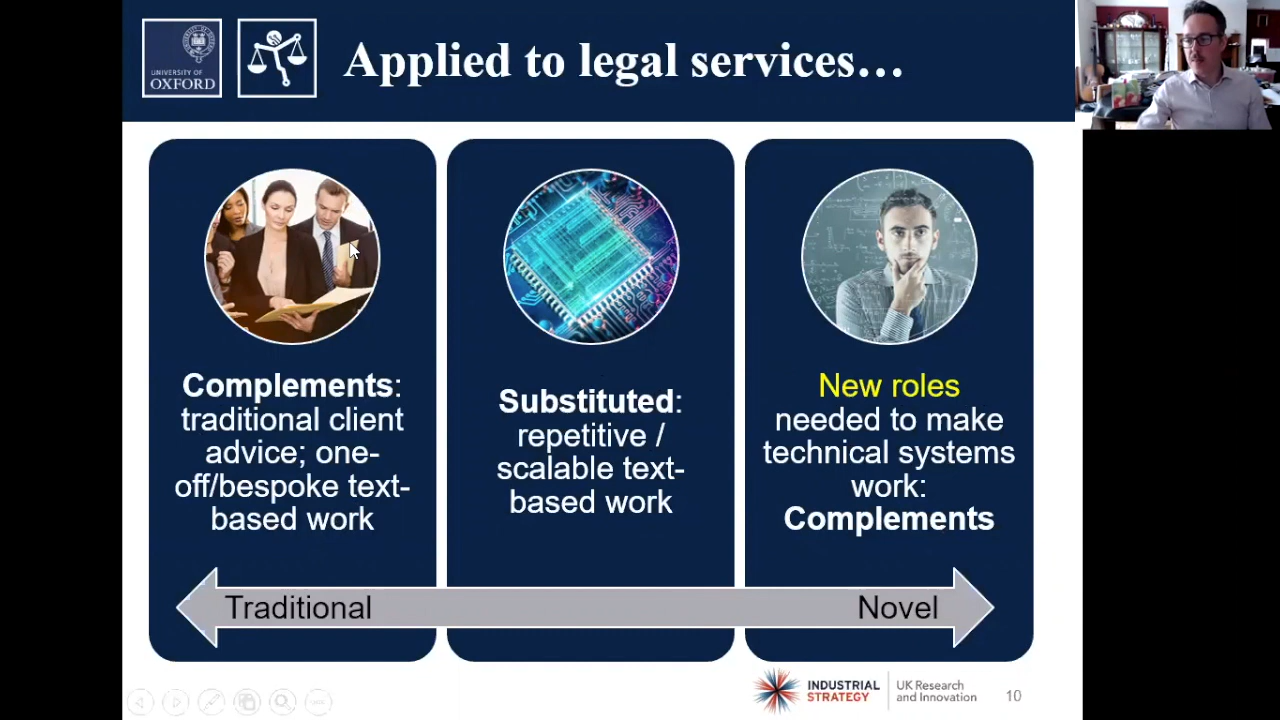 UNIVERSITY OF
OXFORD
Applied to legal services…
Complements:
traditional client
advice; one-
off/bespoke text-
based work
Substituted:
repetitive /
scalable text-
based work
New roles
needed to make
technical systems
work:
Complements
Traditional
Novel
INDUSTRIAL
STRATEGY
UK Research
and Innovation
10